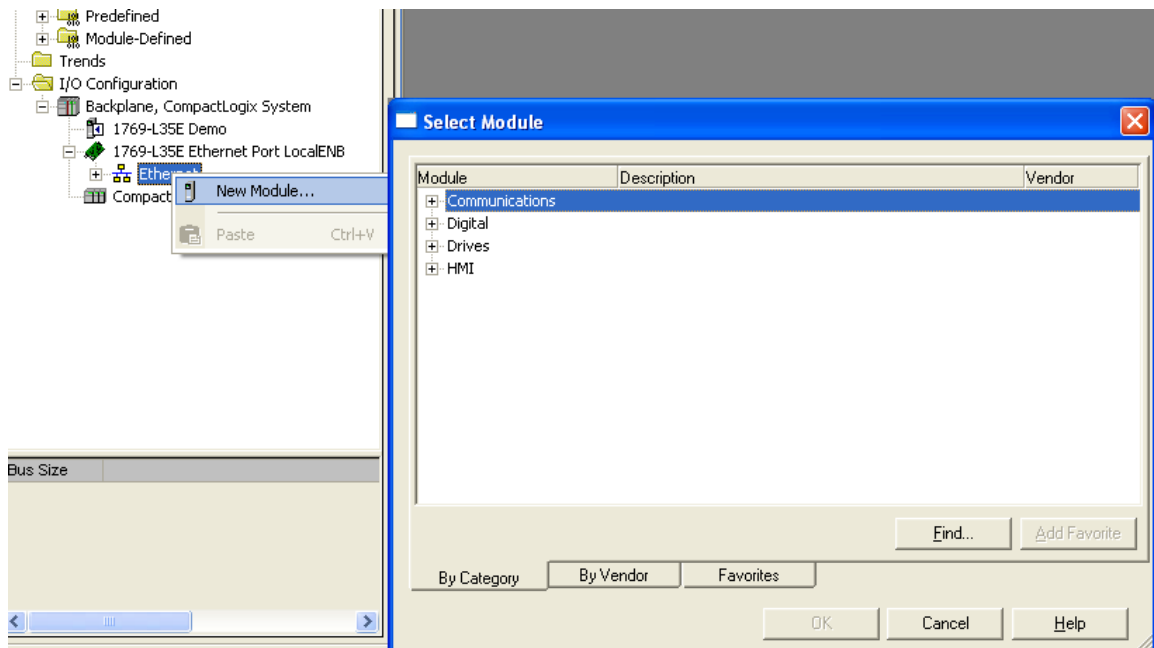 Predefined
Module-Defined
Trends
I/O Configuration
Backplane, CompactLogix System
1769-L35E Demo
1769-L35E Ethernet Port LocalENB
Ethernet
Compact
New Module...
Paste Ctrl+V
Bus Size
Select Module
Module Description Vendor
Communications
Digital
Drives
HMI
Find... Add Favorite
By Category By Vendor Favorites
OK Cancel Help